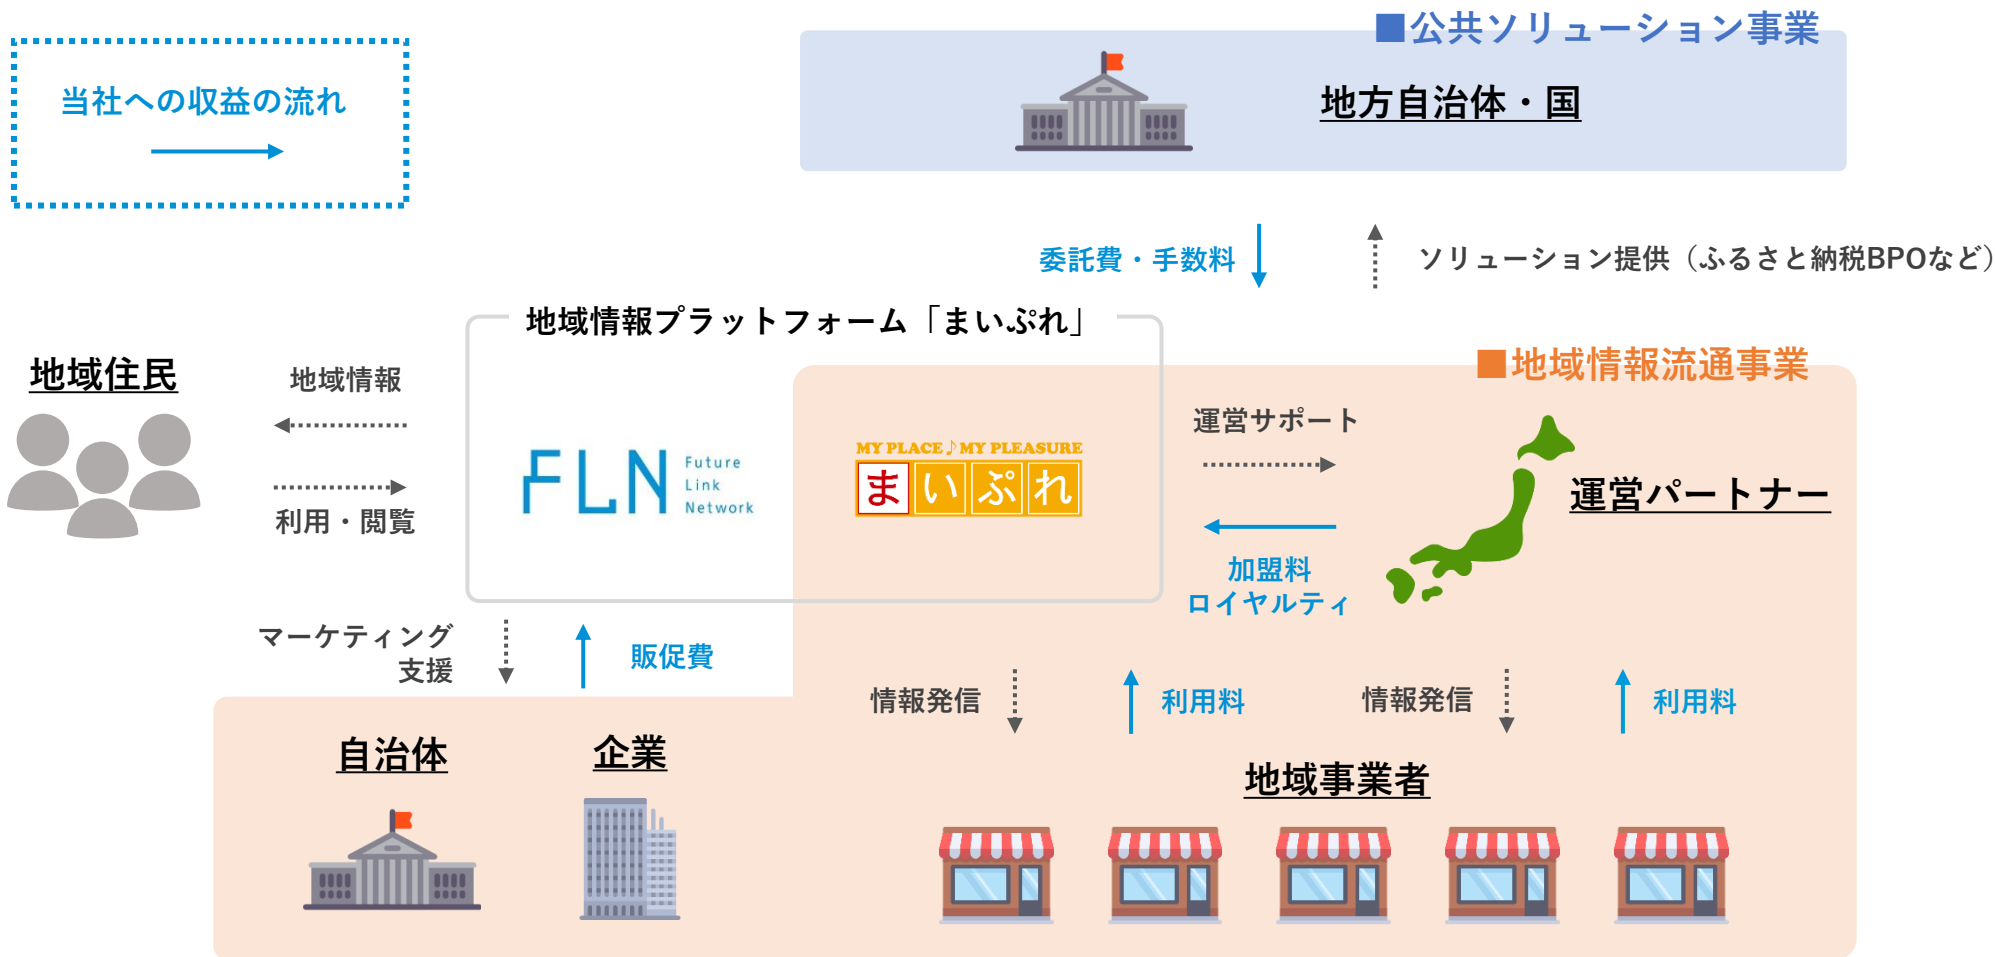 ■公共ソリューション事業
当社への収益の流れ
地方自治体・国
委託費・手数料
ソリューション提供（ふるさと納税BPOなど）
地域情報プラットフォーム「まいぷれ」
■地域情報流通事業
地域住民
地域情報
利用・閲覧
FLN
Future
Link
Network
MY PLACE♪MY PLEASURE
まいぷれ
運営サポート
運営パートナー
加盟料
ロイヤルティ
マーケティング
支援
販促費
情報発信
利用料
情報発信
利用料
自治体
企業
地域事業者